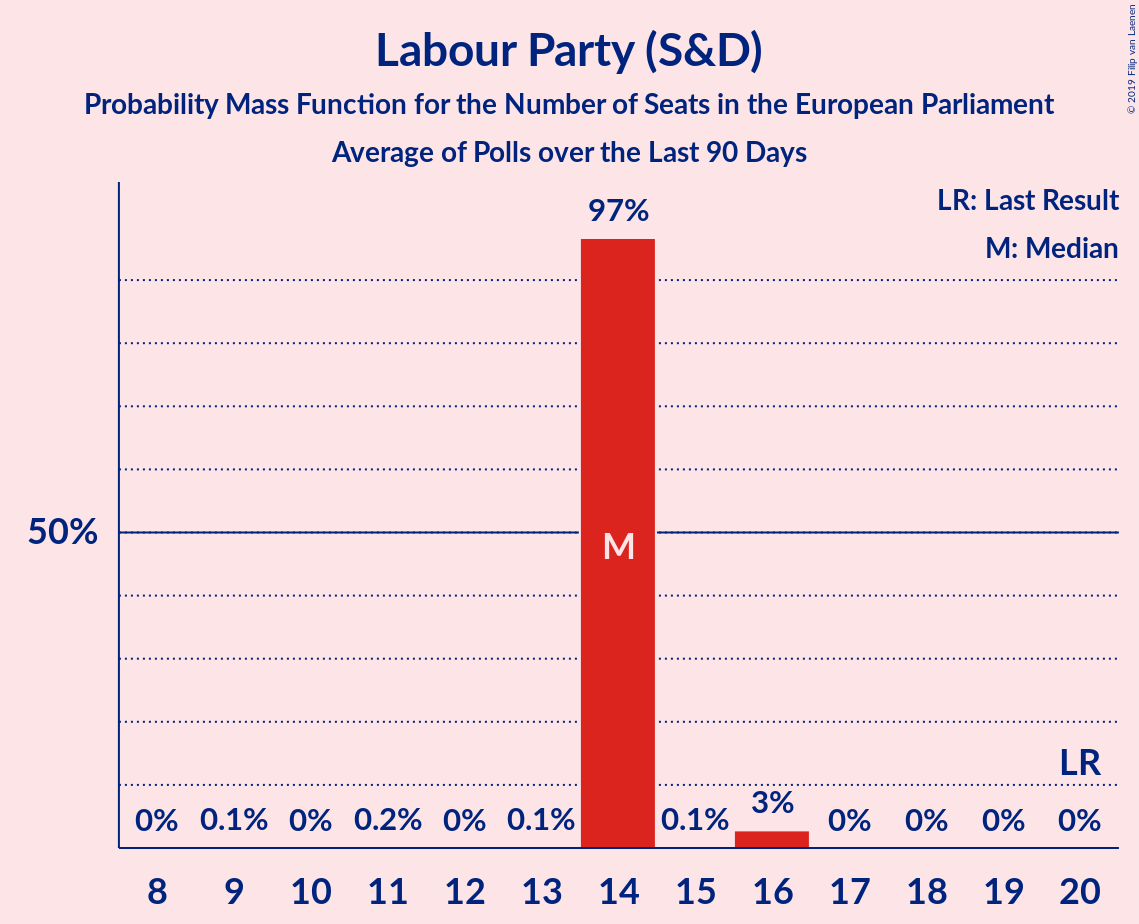 Labour Party (S&D)
Probability Mass Function for the Number of Seats in the European Parliament
Average of Polls over the Last 90 Days
© 2019 Filip van Laenen
LR: Last Result
M: Median
97%
50%
M
LR
0% 0.1% 0% 0.2% 0% 0.1% 0.1% 3% 0% 0% 0% 0%
8 9 10 11 12 13 14 15 16 17 18 19 20